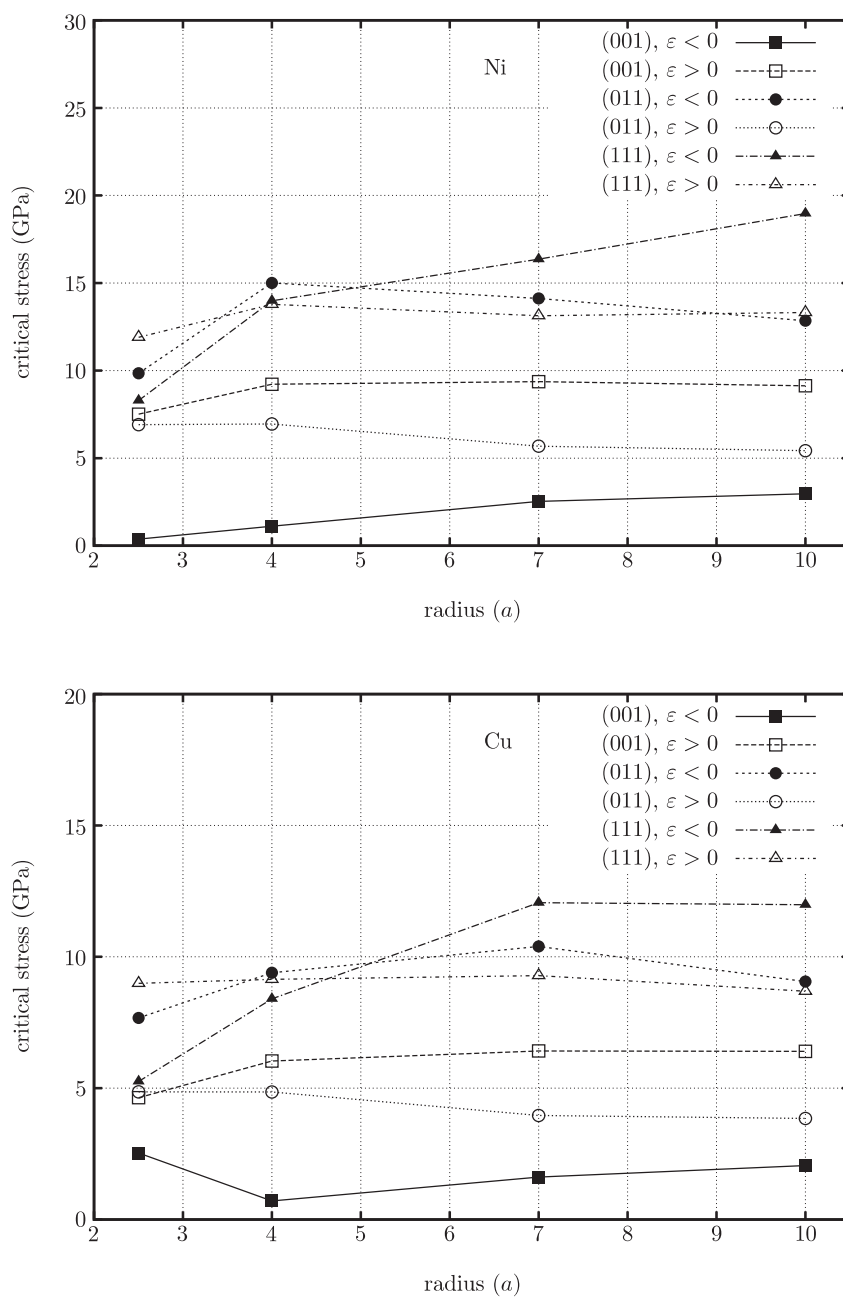 30
25
20
15
10
5
0
critical stress (GPa)
Ni
(001), ε < 0
(001), ε > 0
(011), ε < 0
(011), ε > 0
(111), ε < 0
(111), ε > 0
2 3 4 5 6 7 8 9 10
radius (a)
20
15
10
5
0
critical stress (GPa)
Cu
(001), ε < 0
(001), ε > 0
(011), ε < 0
(011), ε > 0
(111), ε < 0
(111), ε > 0
2 3 4 5 6 7 8 9 10
radius (a)